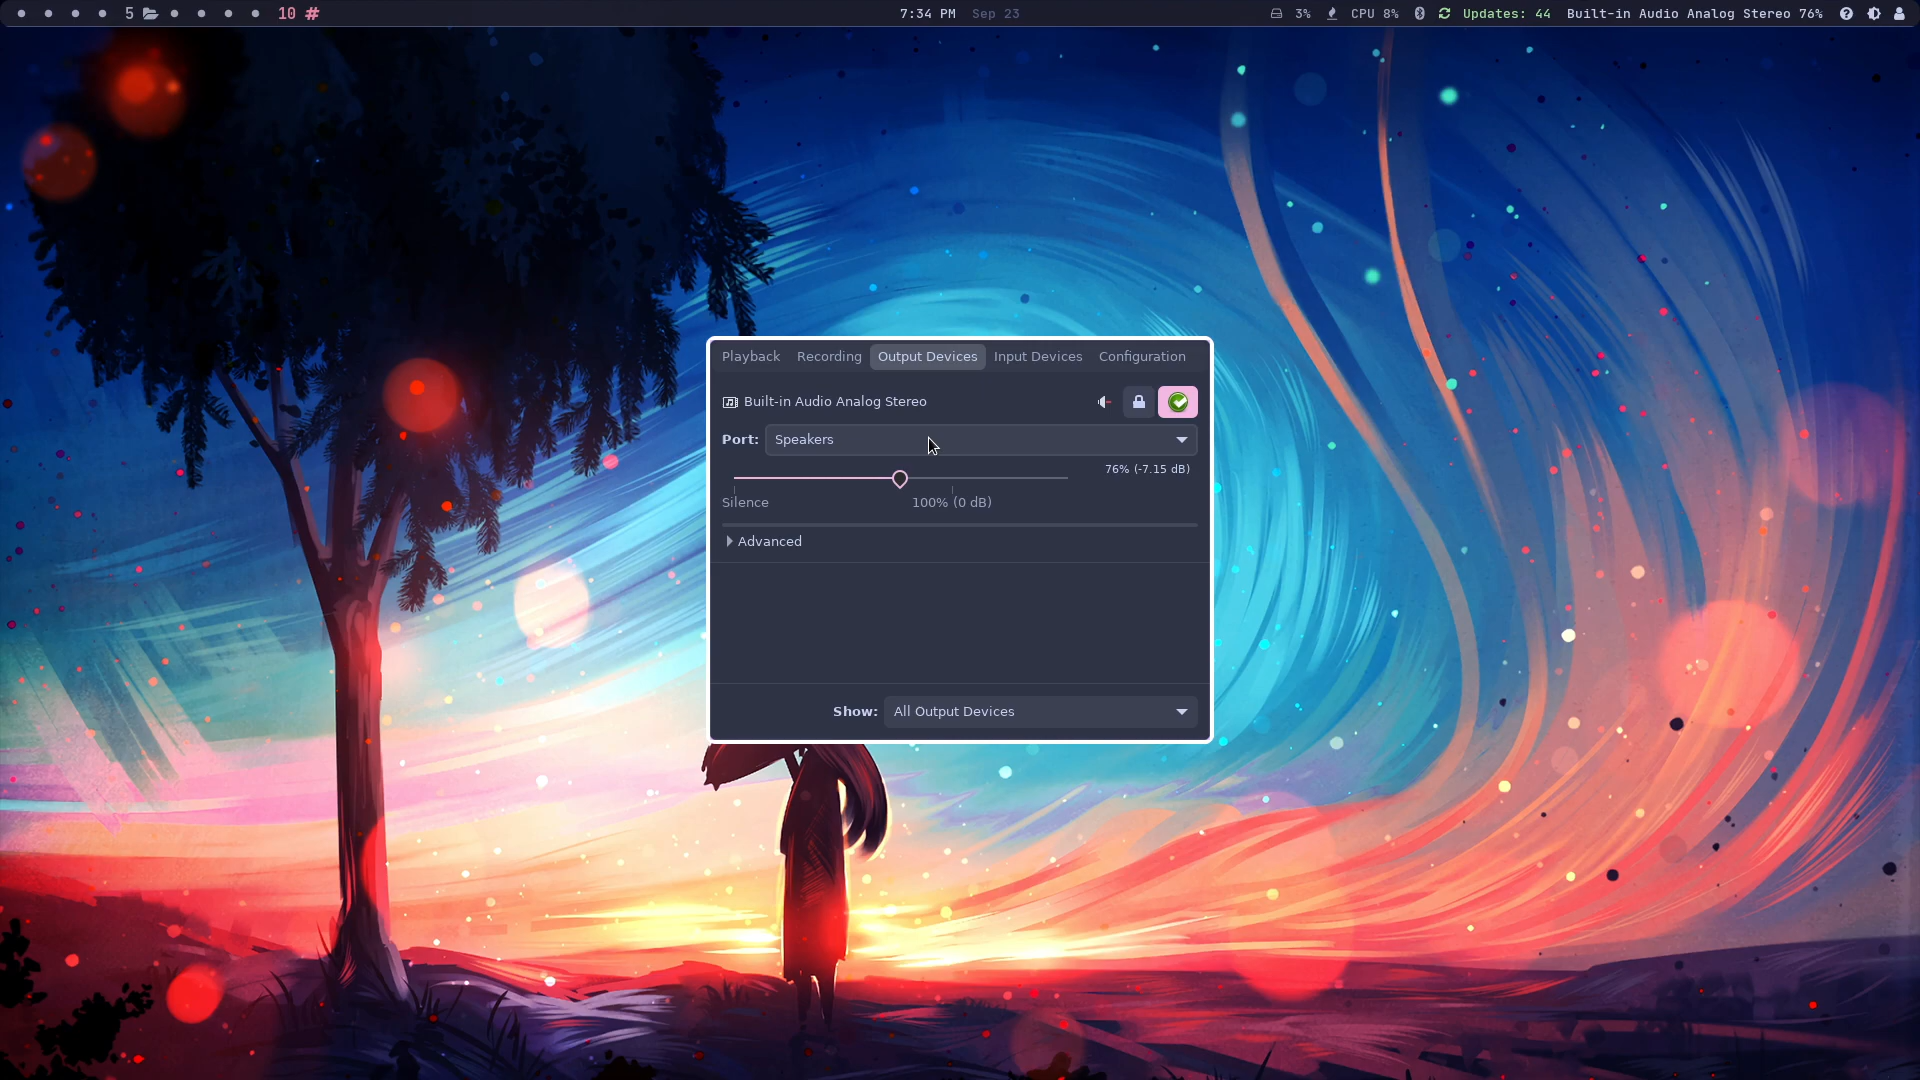 5 10 # 7:34 PM Sep 23 3% CPU 8% Updates: 44 Built-in Audio Analog Stereo 76%
Playback Recording Output Devices Input Devices Configuration
Built-in Audio Analog Stereo
Port: Speakers
76% (-7.15 dB)
Silence 100% (0 dB)
Advanced
Show: All Output Devices